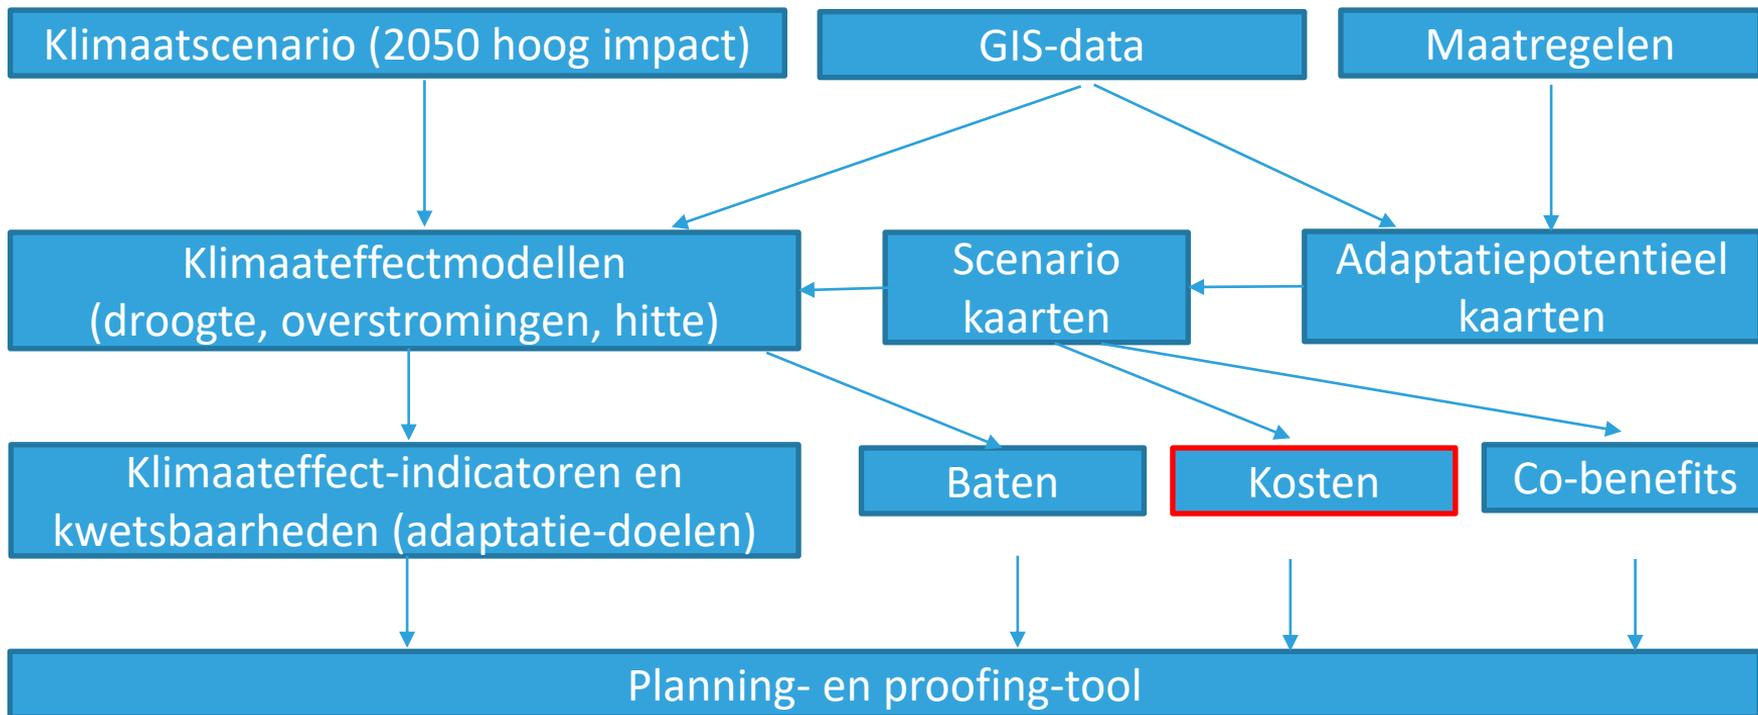 Klimaatscenario (2050 hoog impact)
GIS-data
Maatregelen
Klimaateffectmodellen
(droogte, overstromingen, hitte)
Scenario
kaarten
Adaptatiepotentieel
kaarten
Klimaateffect-indicatoren en
kwetsbaarheden (adaptatie-doelen)
Baten
Kosten
Co-benefits
Planning- en proofing-tool